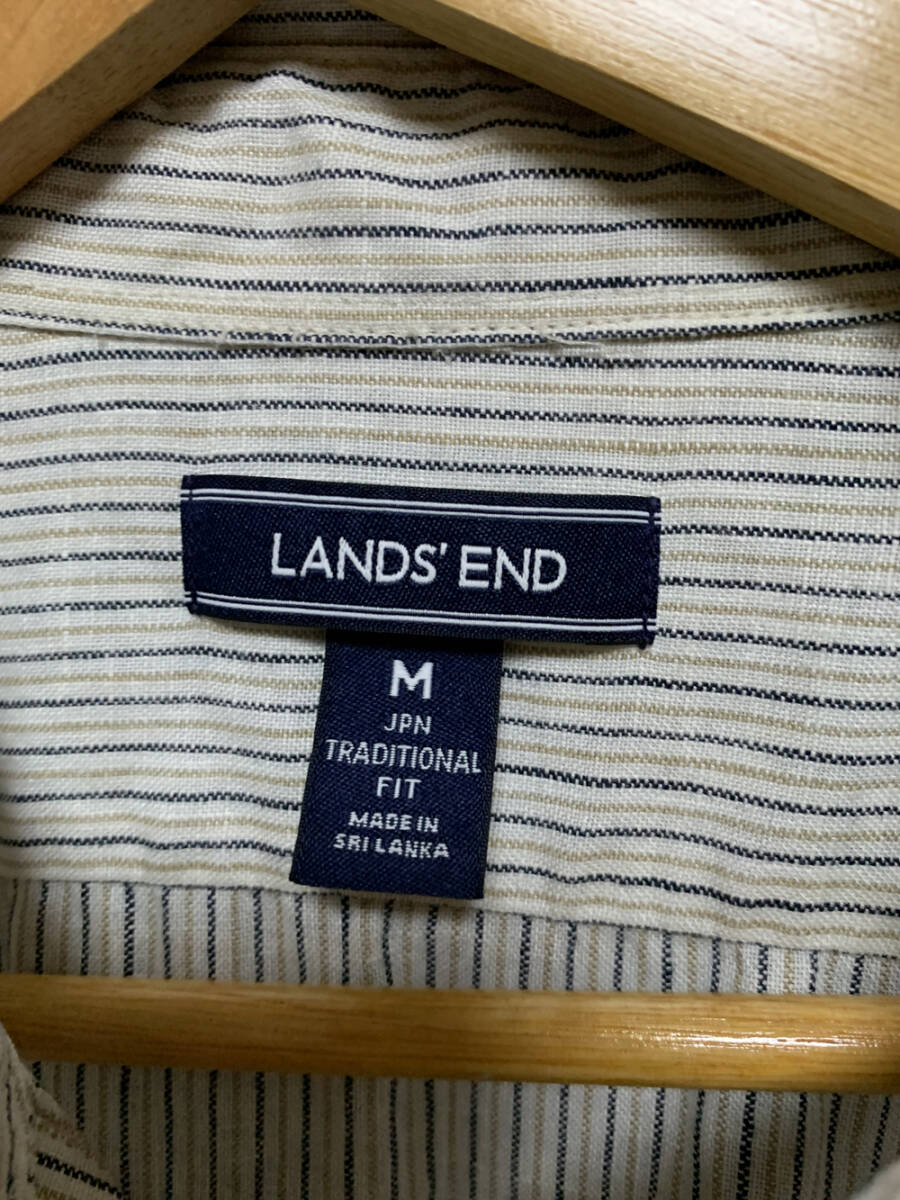 LANDS' END
M
JPN
TRADITIONAL
FIT
MADE IN
SRI LANKA